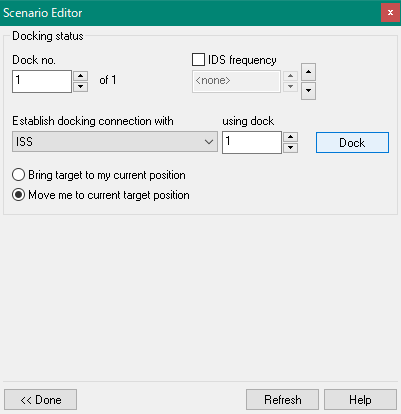 Scenario Editor
x
Docking status
Dock no.
IDS frequency
1
of 1
<none>
Establish docking connection with
using dock
ISS
1
Dock
Bring target to my current position
Move me to current target position
<< Done
Refresh
Help